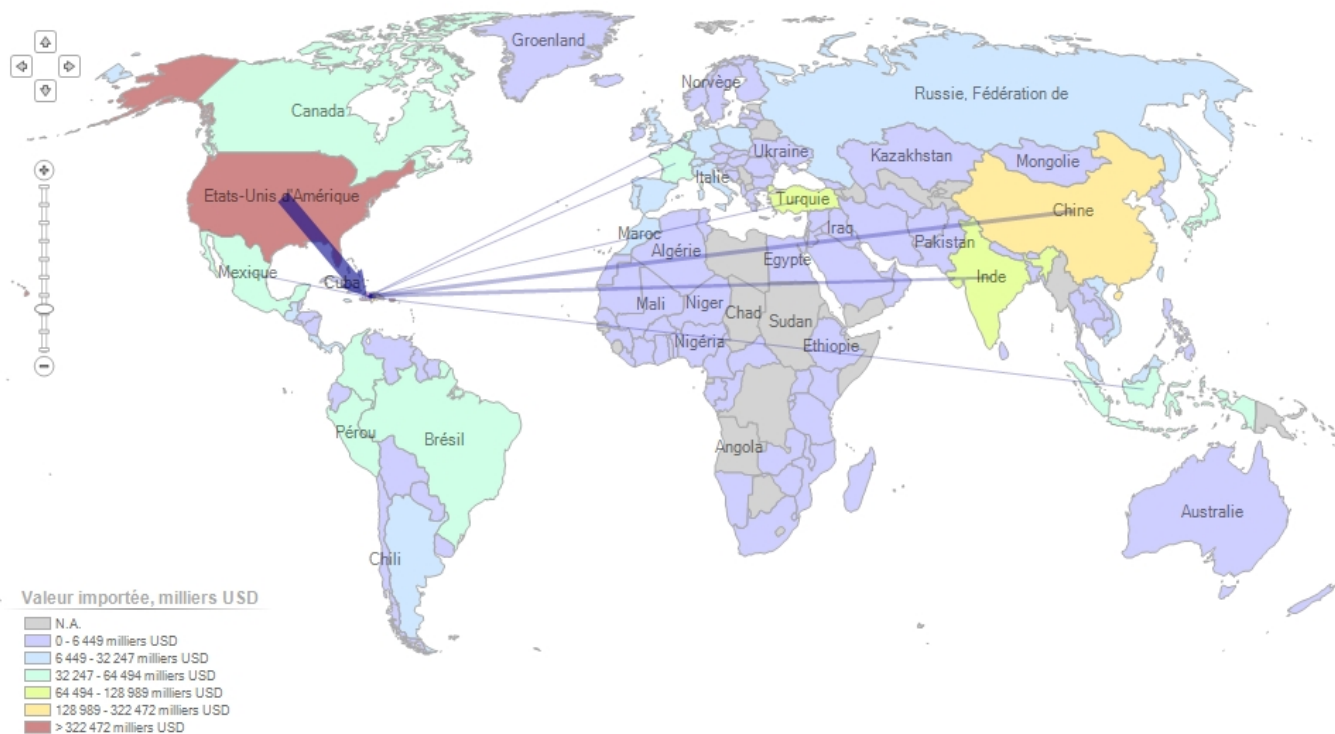 Groenland
Norvège
Russie, Fédération de
Canada
Ukraine
Kazakhstan
Mongolie
Italie
Etats-Unis d'Amérique
Turquie
Chine
Maroc
Iraq
Algérie
Pakistan
Egypte
Mexique
Cuba
Inde
Mali
Niger
Chad
Sudan
Nigéria
Ethiopie
Pérou
Brésil
Angola
Australie
Chili
Valeur importée, milliers USD
N.A.
0 - 6 449 milliers USD
6 449 - 32 247 milliers USD
32 247 - 64 494 milliers USD
64 494 - 128 989 milliers USD
128 989 - 322 472 milliers USD
> 322 472 milliers USD